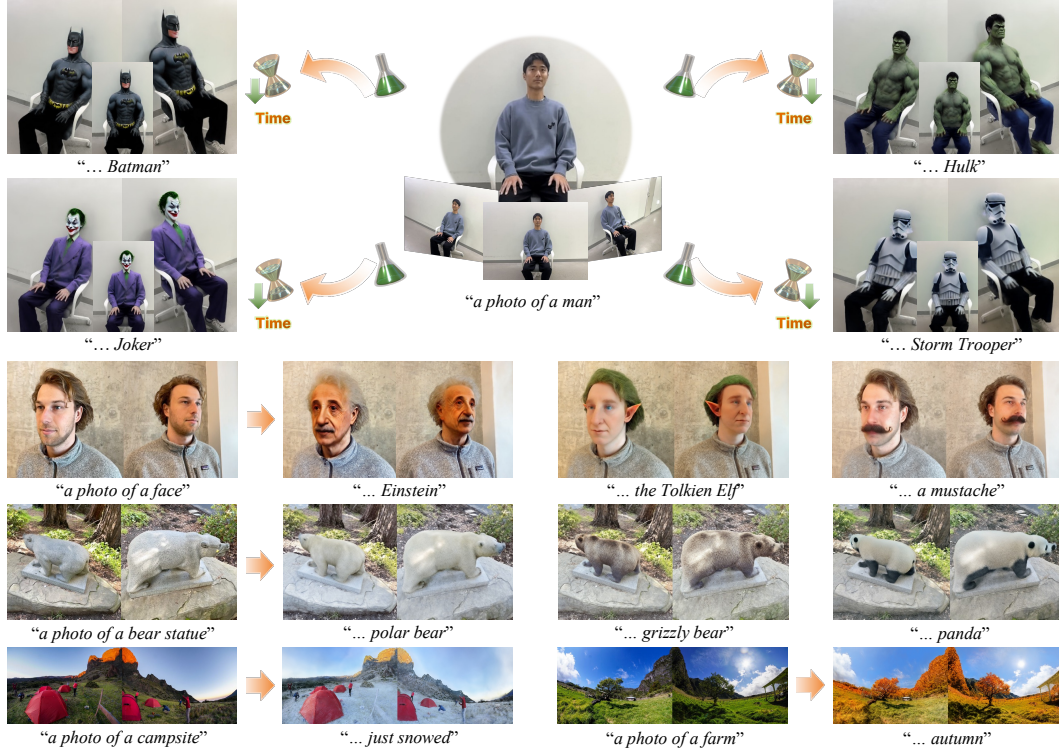 Time
Time
“... Batman”
“... Hulk”
Time
Time
“a photo of a man”
“... Joker”
“... Storm Trooper”
“a photo of a face”
“... Einstein”
“... the Tolkien Elf”
“... a mustache”
“a photo of a bear statue”
“... polar bear”
“... grizzly bear”
“... panda”
“a photo of a campsite”
“... just snowed”
“a photo of a farm”
“... autumn”